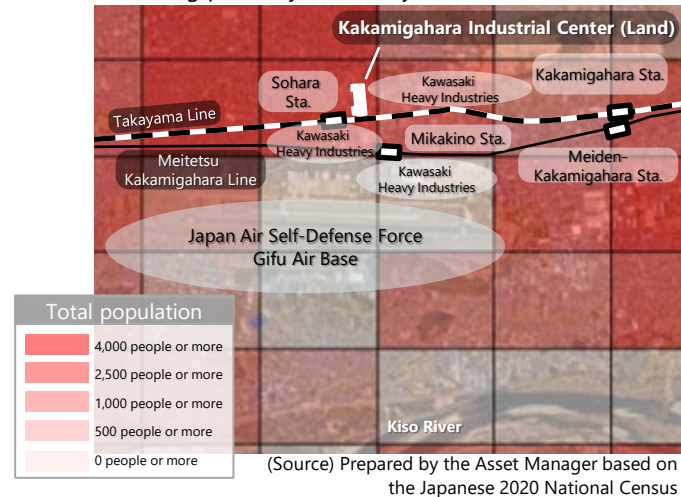 Kakamigahara Industrial Center (Land)
Kakamigahara Sta.
Sohara
Sta.
Kawasaki
Heavy Industries
Takayama Line
Kawasaki
Heavy Industries
Mikakino Sta.
Meitetsu
Kakamigahara Line
Kawasaki
Heavy Industries
Meiden-
Kakamigahara Sta.
Japan Air Self-Defense Force
Gifu Air Base
Total population
4,000 people or more
2,500 people or more
1,000 people or more
500 people or more
0 people or more
Kiso River
(Source) Prepared by the Asset Manager based on
the Japanese 2020 National Census